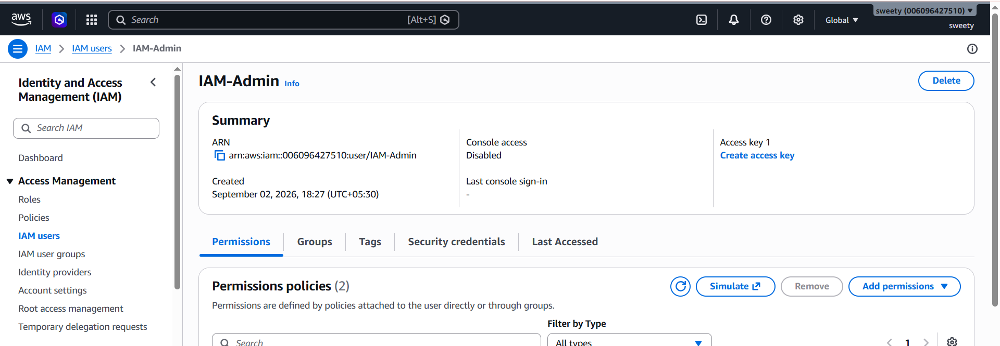 aws
Search
[Alt+S]
Global
sweety (006096427510)
sweety
IAM
IAM users
IAM-Admin
Identity and Access
Management (IAM)
Search IAM
Dashboard
Access Management
Roles
Policies
IAM users
IAM user groups
Identity providers
Account settings
Root access management
Temporary delegation requests
IAM-Admin Info
Delete
Summary
ARN
arn:aws:iam::006096427510:user/IAM-Admin
Created
September 02, 2026, 18:27 (UTC+05:30)
Console access
Disabled
Last console sign-in
-
Access key 1
Create access key
Permissions
Groups
Tags
Security credentials
Last Accessed
Permissions policies (2)
Simulate
Remove
Add permissions
Permissions are defined by policies attached to the user directly or through groups.
Filter by Type
Search
All types
1